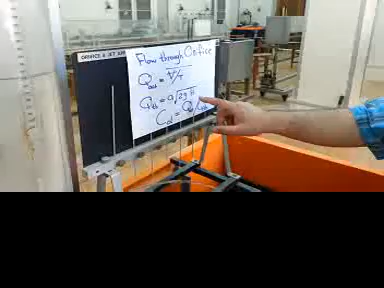 ORIFICE & JET APP
Flow through Orifice
Qact = V/T
Qth = a√2gH
Cd = Qact/Qth